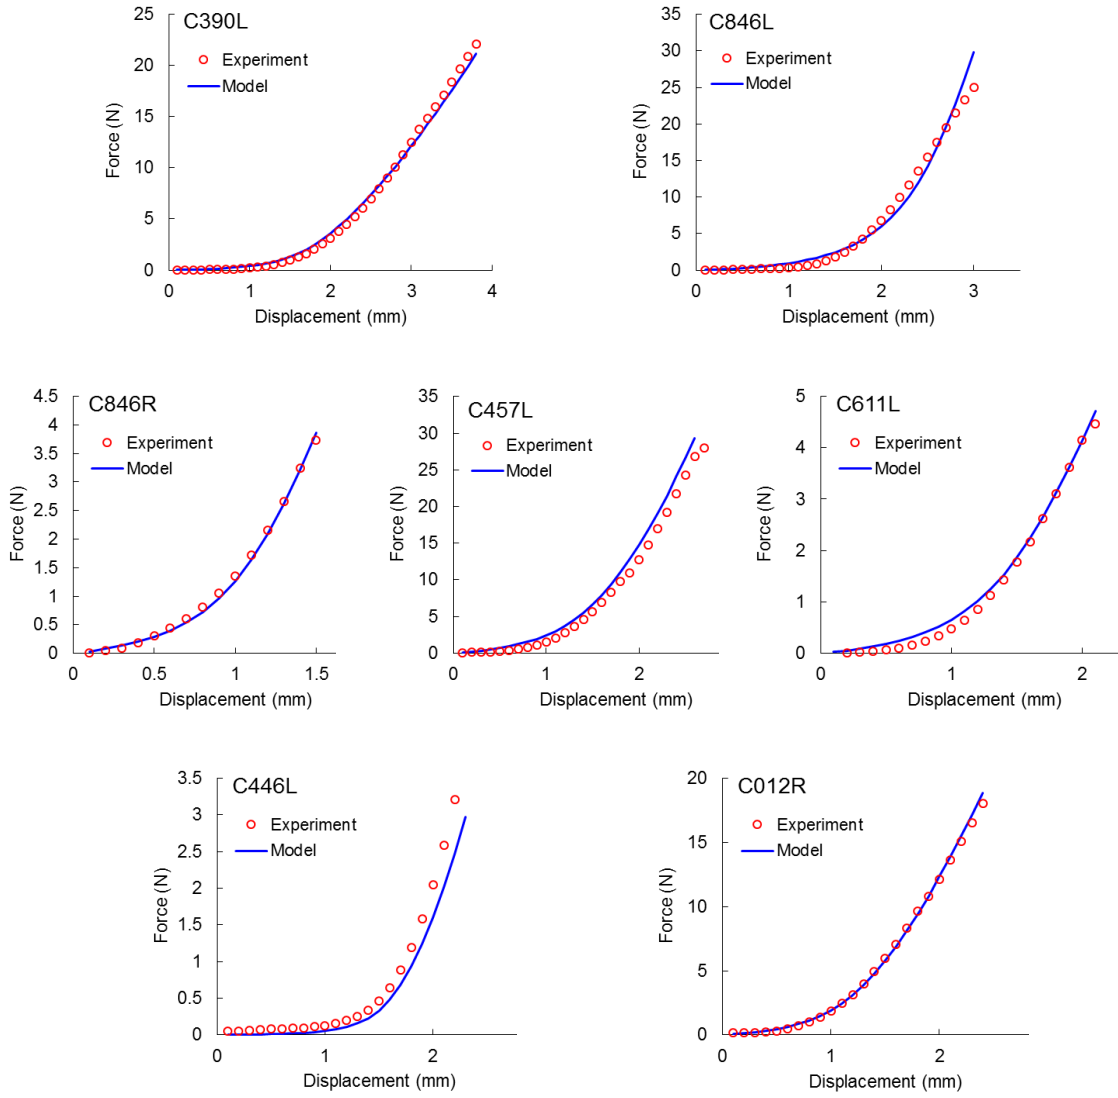 C390L
Experiment
Model
Force (N)
25
20
15
10
5
0
0 1 2 3 4
Displacement (mm)
C846L
Experiment
Model
Force (N)
35
30
25
20
15
10
5
0
0 1 2 3
Displacement (mm)
C846R
Experiment
Model
Force (N)
4.5
4
3.5
3
2.5
2
1.5
1
0.5
0
0 0.5 1 1.5
Displacement (mm)
C457L
Experiment
Model
Force (N)
35
30
25
20
15
10
5
0
0 1 2
Displacement (mm)
C611L
Experiment
Model
Force (N)
5
4
3
2
1
0
0 1 2
Displacement (mm)
C446L
Experiment
Model
Force (N)
3.5
3
2.5
2
1.5
1
0.5
0
0 1 2
Displacement (mm)
C012R
Experiment
Model
Force (N)
20
15
10
5
0
0 1 2
Displacement (mm)